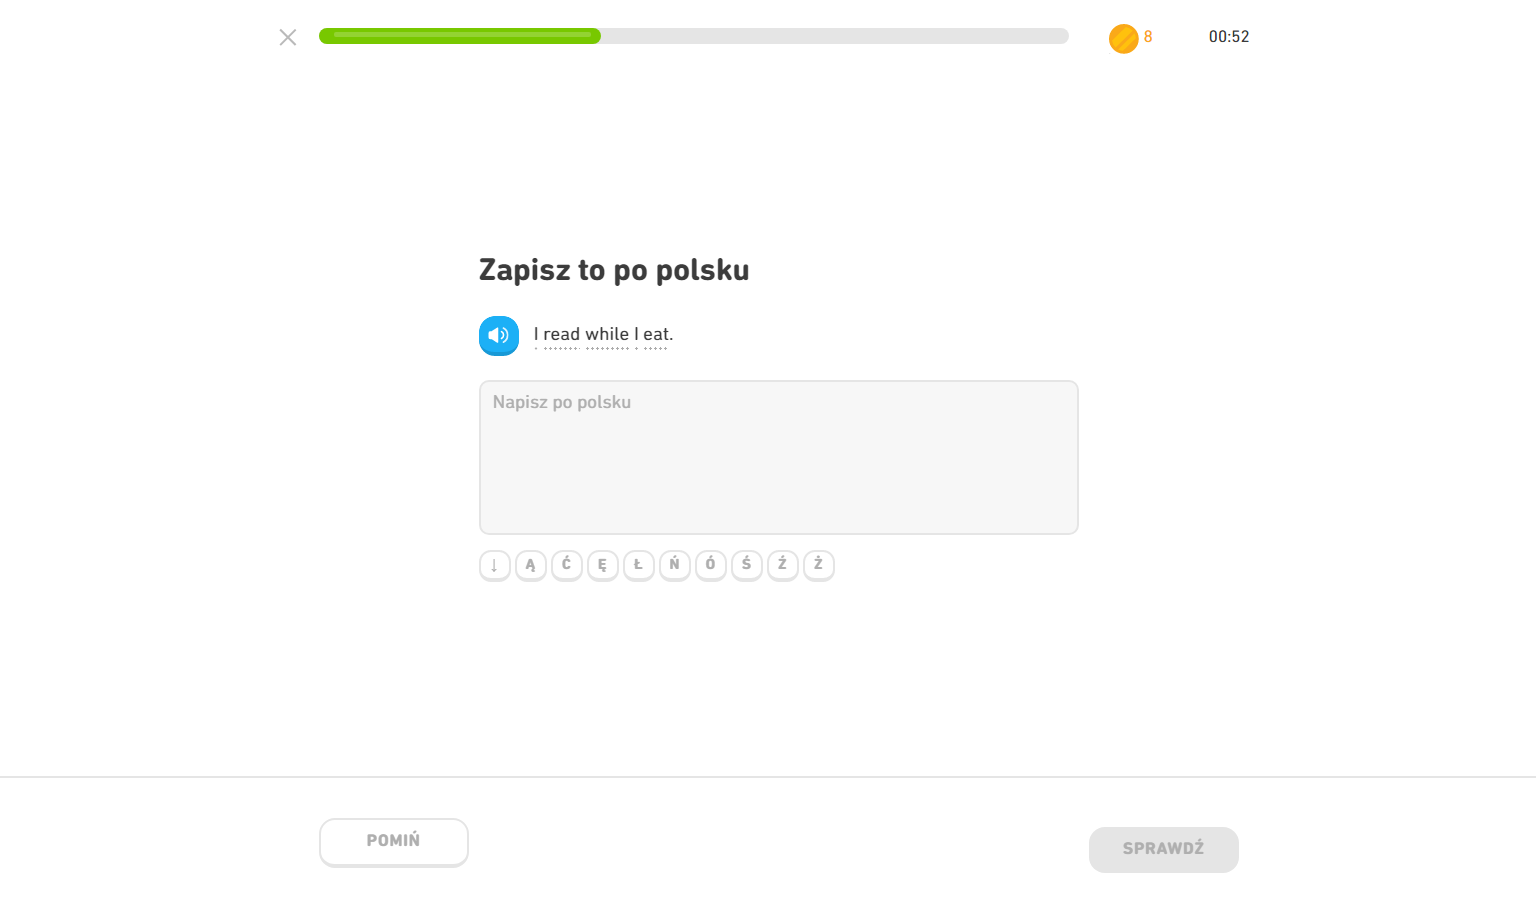 8
00:52
Zapisz to po polsku
I read while I eat.
Napisz po polsku
↓ Ą Ć Ę Ł Ń Ó Ś Ź Ż
POMIŃ
SPRAWDŹ